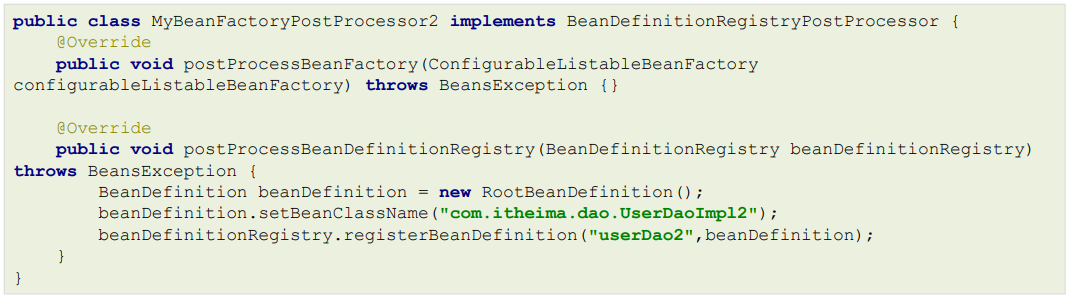 public class MyBeanFactoryPostProcessor2 implements BeanDefinitionRegistryPostProcessor {
    @Override
    public void postProcessBeanFactory(ConfigurableListableBeanFactory
configurableListableBeanFactory) throws BeansException {}

    @Override
    public void postProcessBeanDefinitionRegistry(BeanDefinitionRegistry beanDefinitionRegistry)
throws BeansException {
        BeanDefinition beanDefinition = new RootBeanDefinition();
        beanDefinition.setBeanClassName("com.itheima.dao.UserDaoImpl2");
        beanDefinitionRegistry.registerBeanDefinition("userDao2",beanDefinition);
    }
}